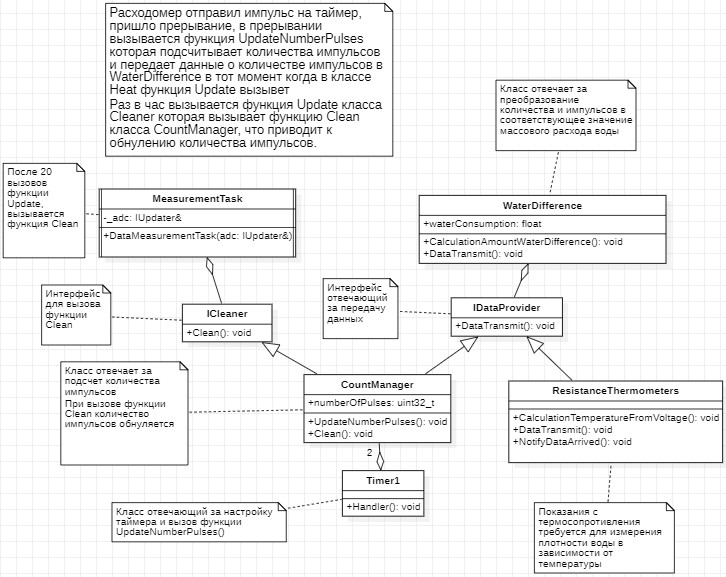 Расходомер отправил импульс на таймер,
пришло прерывание, в прерывании
вызывается функция UpdateNumberPulses
которая подсчитывает количества импульсов
и передает данные о количестве импульсов в
WaterDifference в тот момент когда в классе
Heat функция Update вызывет
Раз в час вызывается функция Update класса
Cleaner которая вызывает функцию Clean
класса CountManager, что приводит к
обнулению количества импульсов.
Класс отвечает за
преобразование
количества и импульсов в
соответствующее значение
массового расхода воды
После 20
вызовов
функции
Update,
вызывается
функция Clean
MeasurementTask
-_adc: IUpdater&
+DataMeasurementTask(adc: IUpdater&)
WaterDifference
+waterConsumption: float
+CalculationAmountWaterDifference(): void
+DataTransmit(): void
Интерфейс
для вызова
функции
Clean
ICleaner
+Clean(): void
Интерфейс
отвечающий
за передачу
данных
IDataProvider
+DataTransmit(): void
Класс отвечает за
подсчет количества
импульсов
При вызове функции
Clean количество
импульсов обнуляется
CountManager
+numberOfPulses: uint32_t
+UpdateNumberPulses(): void
+Clean(): void
ResistanceThermometers
+CalculationTemperatureFromVoltage(): void
+DataTransmit(): void
+NotifyDataArrived(): void
2
Timer1
+Handler(): void
Класс отвечающий за настройку
таймера и вызов функции
UpdateNumberPulses()
Показания с
термосопротивления
требуется для измерения
плотности воды в
зависимости от
температуры